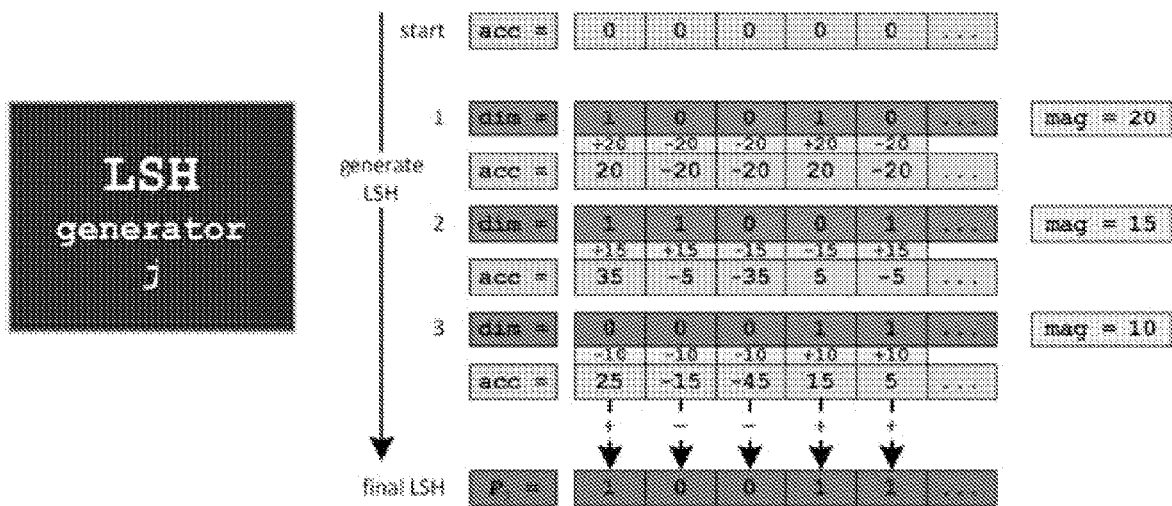 start acc = 0 0 0 0 0 ...
LSH
generator
j
generate
LSH
1 dim = 1 0 0 1 0 ... mag = 20
+20 -20 -20 +20 -20
acc = 20 -20 -20 20 -20 ...
2 dim = 1 1 0 0 1 ... mag = 15
+15 +15 -15 -15 +15
acc = 35 -5 -35 5 -5 ...
3 dim = 0 0 0 1 1 ... mag = 10
-10 -10 -10 +10 +10
acc = 25 -15 -45 15 5 ...
+ - - + +
final LSH = 1 0 0 1 1 ...